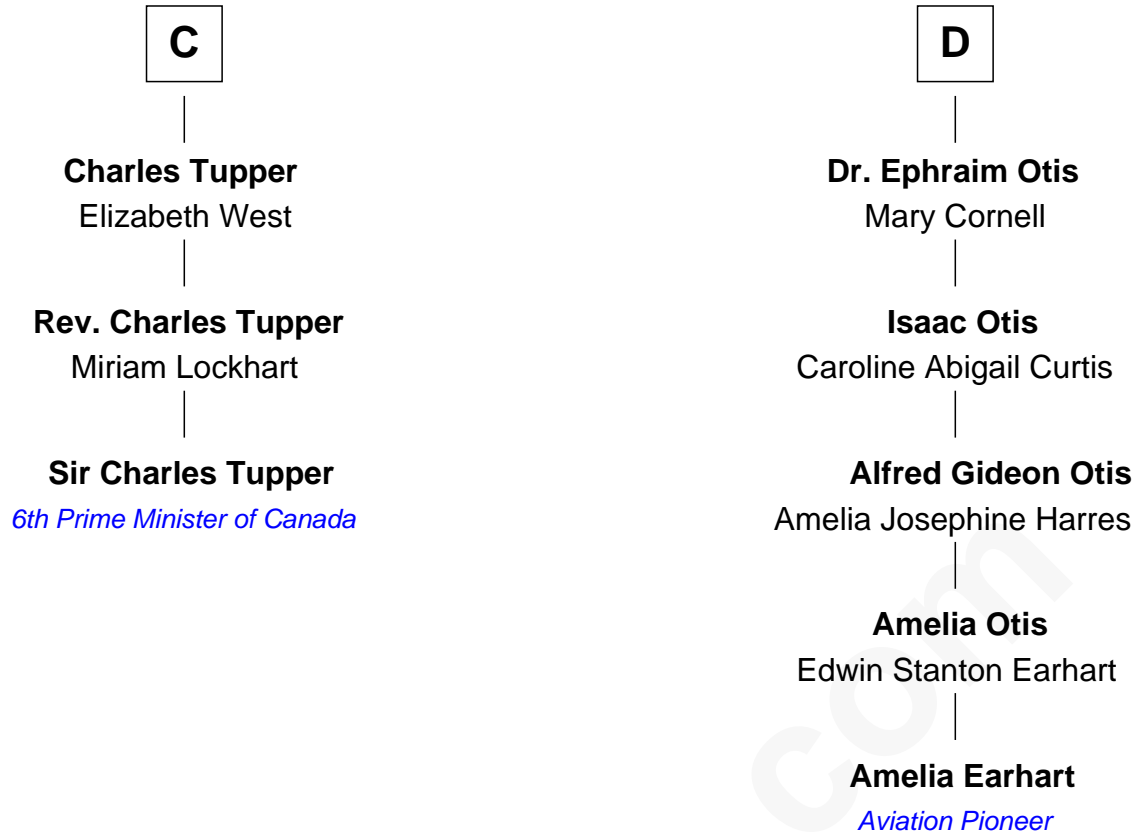 C
Charles Tupper
Elizabeth West
Rev. Charles Tupper
Miriam Lockhart
Sir Charles Tupper
6th Prime Minister of Canada
D
Dr. Ephraim Otis
Mary Cornell
Isaac Otis
Caroline Abigail Curtis
Alfred Gideon Otis
Amelia Josephine Harres
Amelia Otis
Edwin Stanton Earhart
Amelia Earhart
Aviation Pioneer
com